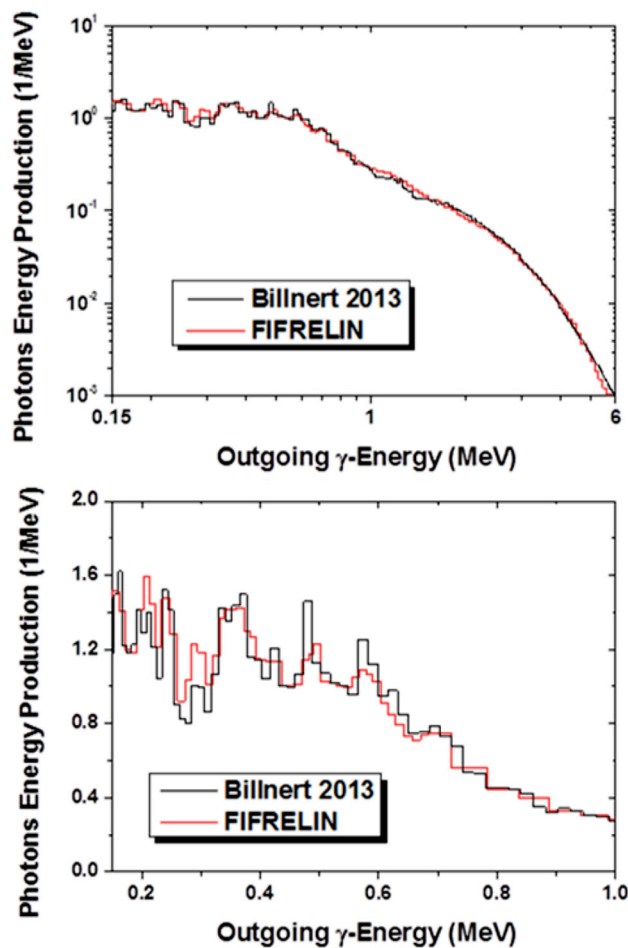 Photons Energy Production (1/MeV)
10¹
10⁰
10⁻¹
10⁻²
10⁻³
Billnert 2013
FIFRELIN
0.15
1
6
Outgoing γ-Energy (MeV)
Photons Energy Production (1/MeV)
2.0
1.6
1.2
0.8
0.4
0.0
Billnert 2013
FIFRELIN
0.2
0.4
0.6
0.8
1.0
Outgoing γ-Energy (MeV)